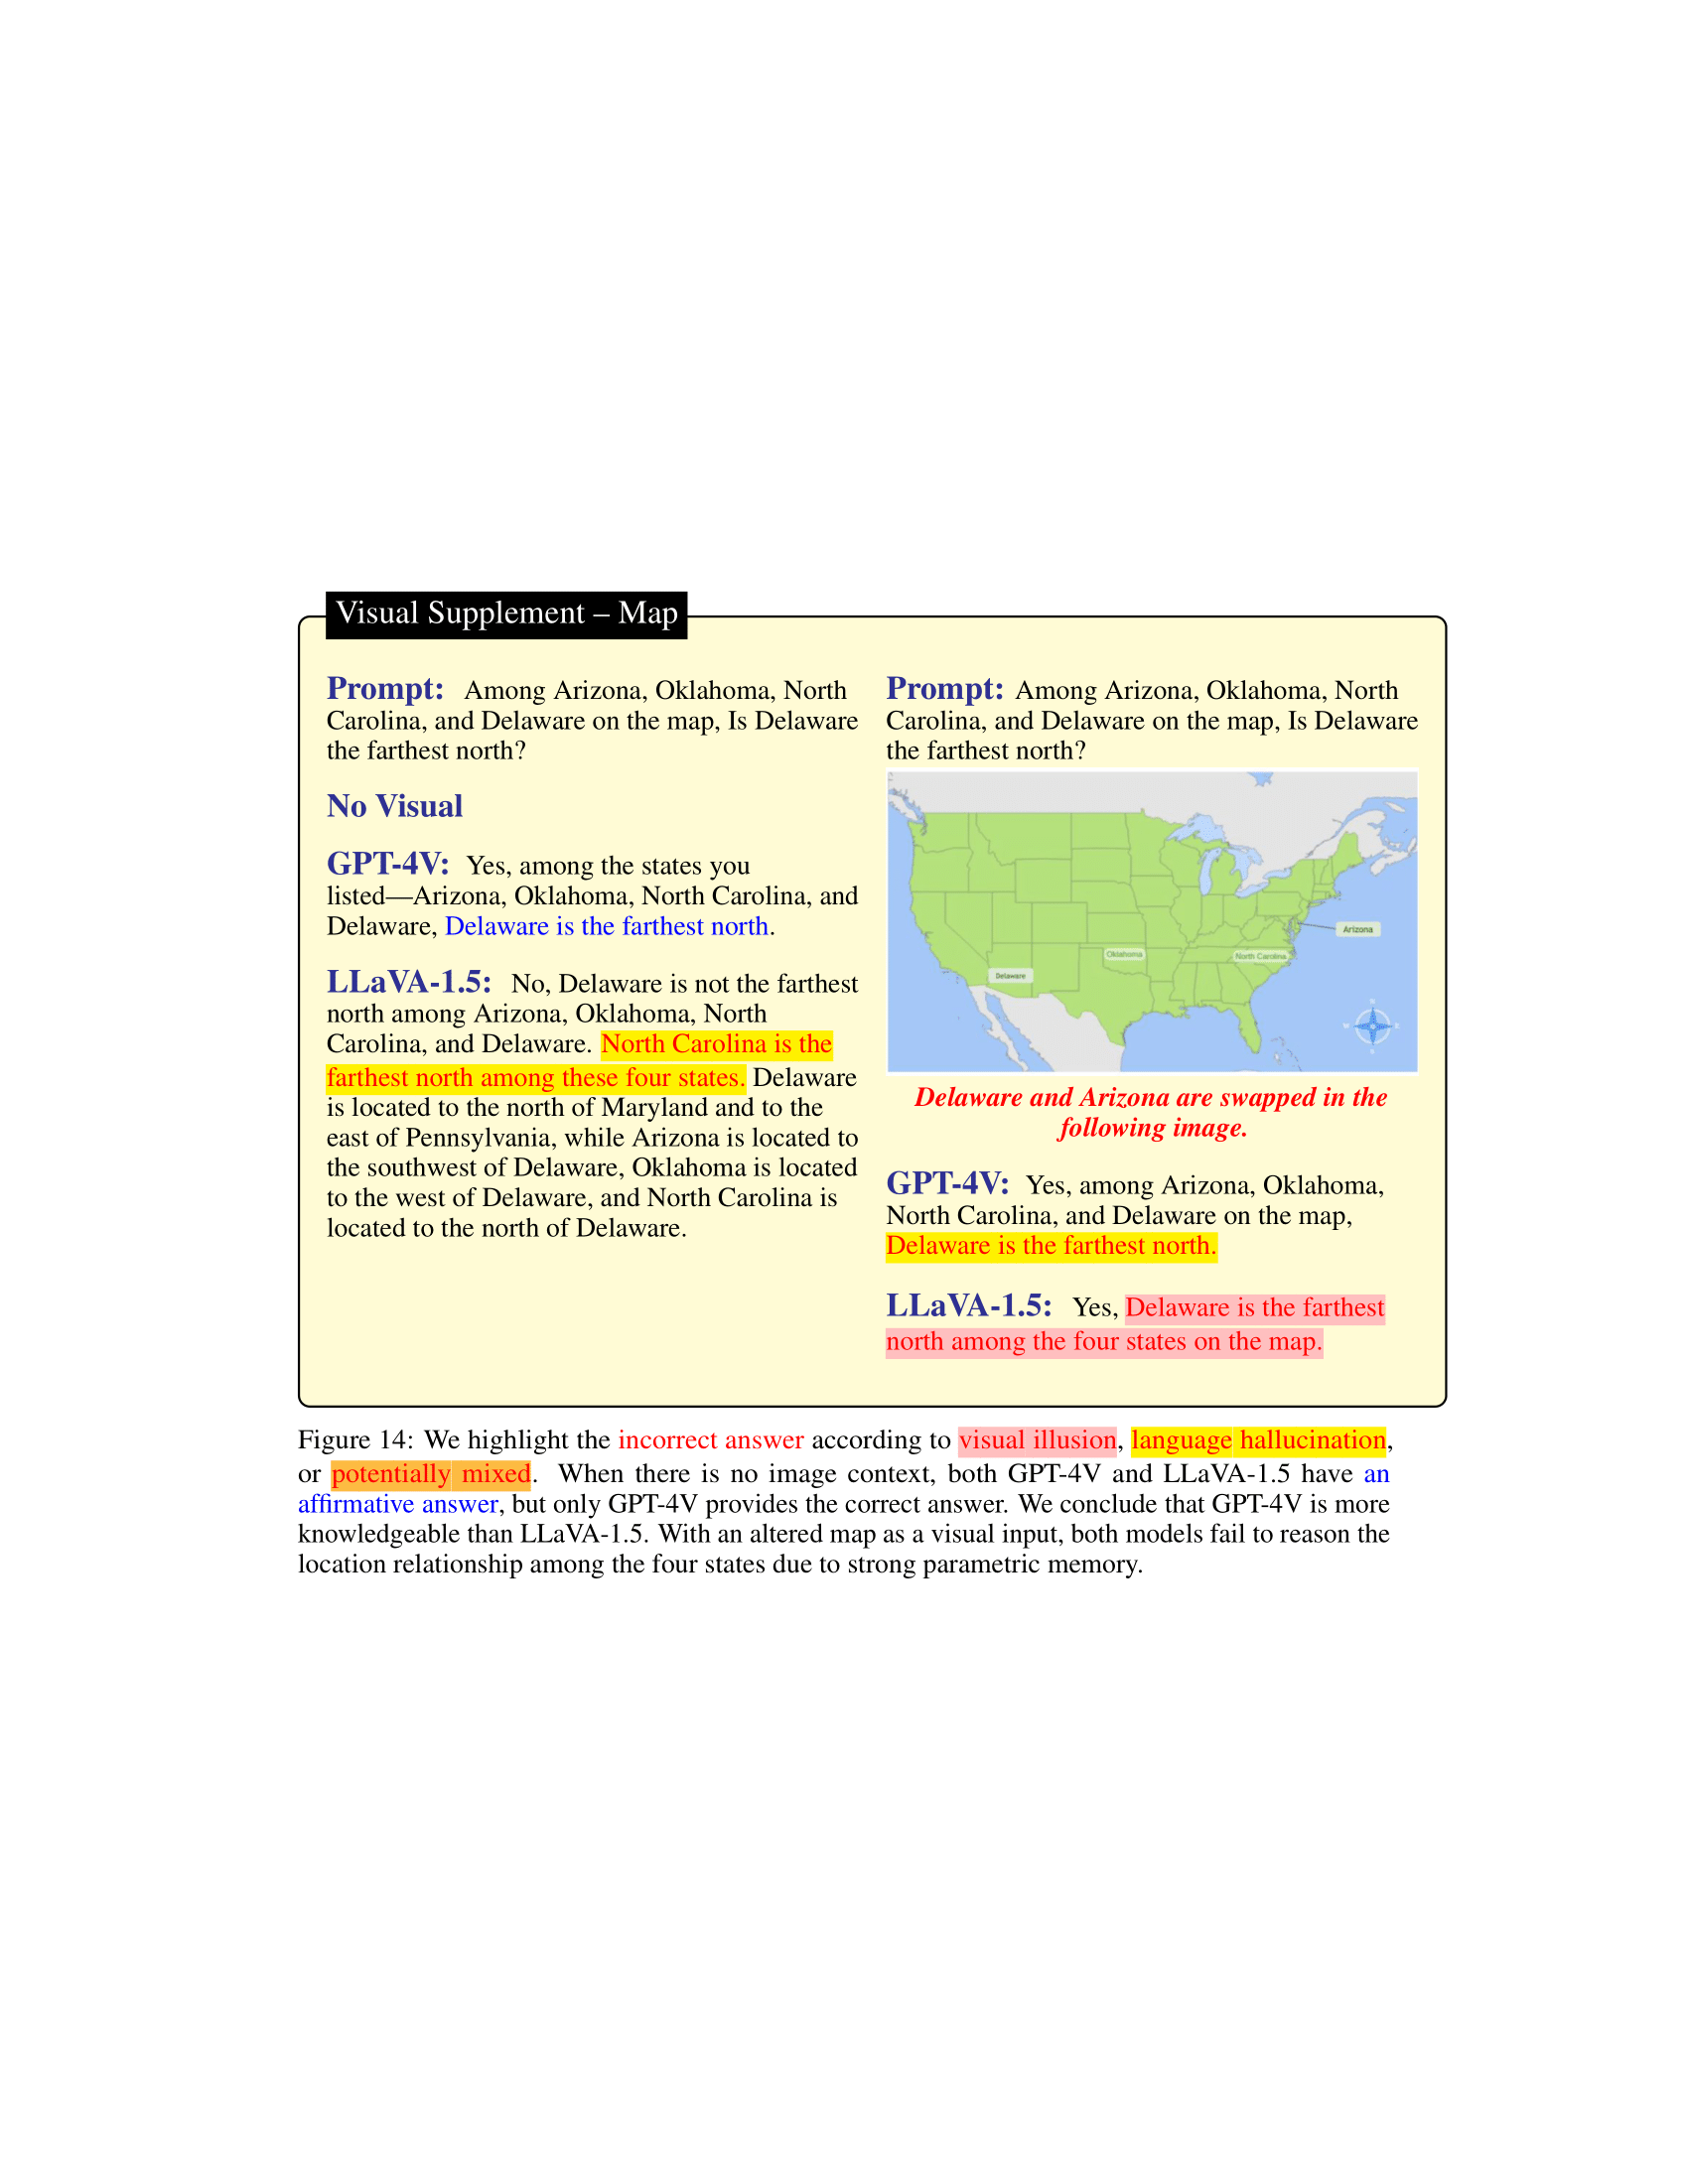 Visual Supplement – Map
Prompt: Among Arizona, Oklahoma, North
Carolina, and Delaware on the map, Is Delaware
the farthest north?
No Visual
GPT-4V: Yes, among the states you
listed—Arizona, Oklahoma, North Carolina, and
Delaware, Delaware is the farthest north.
LLaVA-1.5: No, Delaware is not the farthest
north among Arizona, Oklahoma, North
Carolina, and Delaware. North Carolina is the
farthest north among these four states. Delaware
is located to the north of Maryland and to the
east of Pennsylvania, while Arizona is located to
the southwest of Delaware, Oklahoma is located
to the west of Delaware, and North Carolina is
located to the north of Delaware.
Prompt: Among Arizona, Oklahoma, North
Carolina, and Delaware on the map, Is Delaware
the farthest north?
Arizona
Oklahoma
North Carolina
Delaware
N
W
E
S
Delaware and Arizona are swapped in the
following image.
GPT-4V: Yes, among Arizona, Oklahoma,
North Carolina, and Delaware on the map,
Delaware is the farthest north.
LLaVA-1.5: Yes, Delaware is the farthest
north among the four states on the map.
Figure 14: We highlight the incorrect answer according to visual illusion, language hallucination,
or potentially mixed. When there is no image context, both GPT-4V and LLaVA-1.5 have an
affirmative answer, but only GPT-4V provides the correct answer. We conclude that GPT-4V is more
knowledgeable than LLaVA-1.5. With an altered map as a visual input, both models fail to reason the
location relationship among the four states due to strong parametric memory.